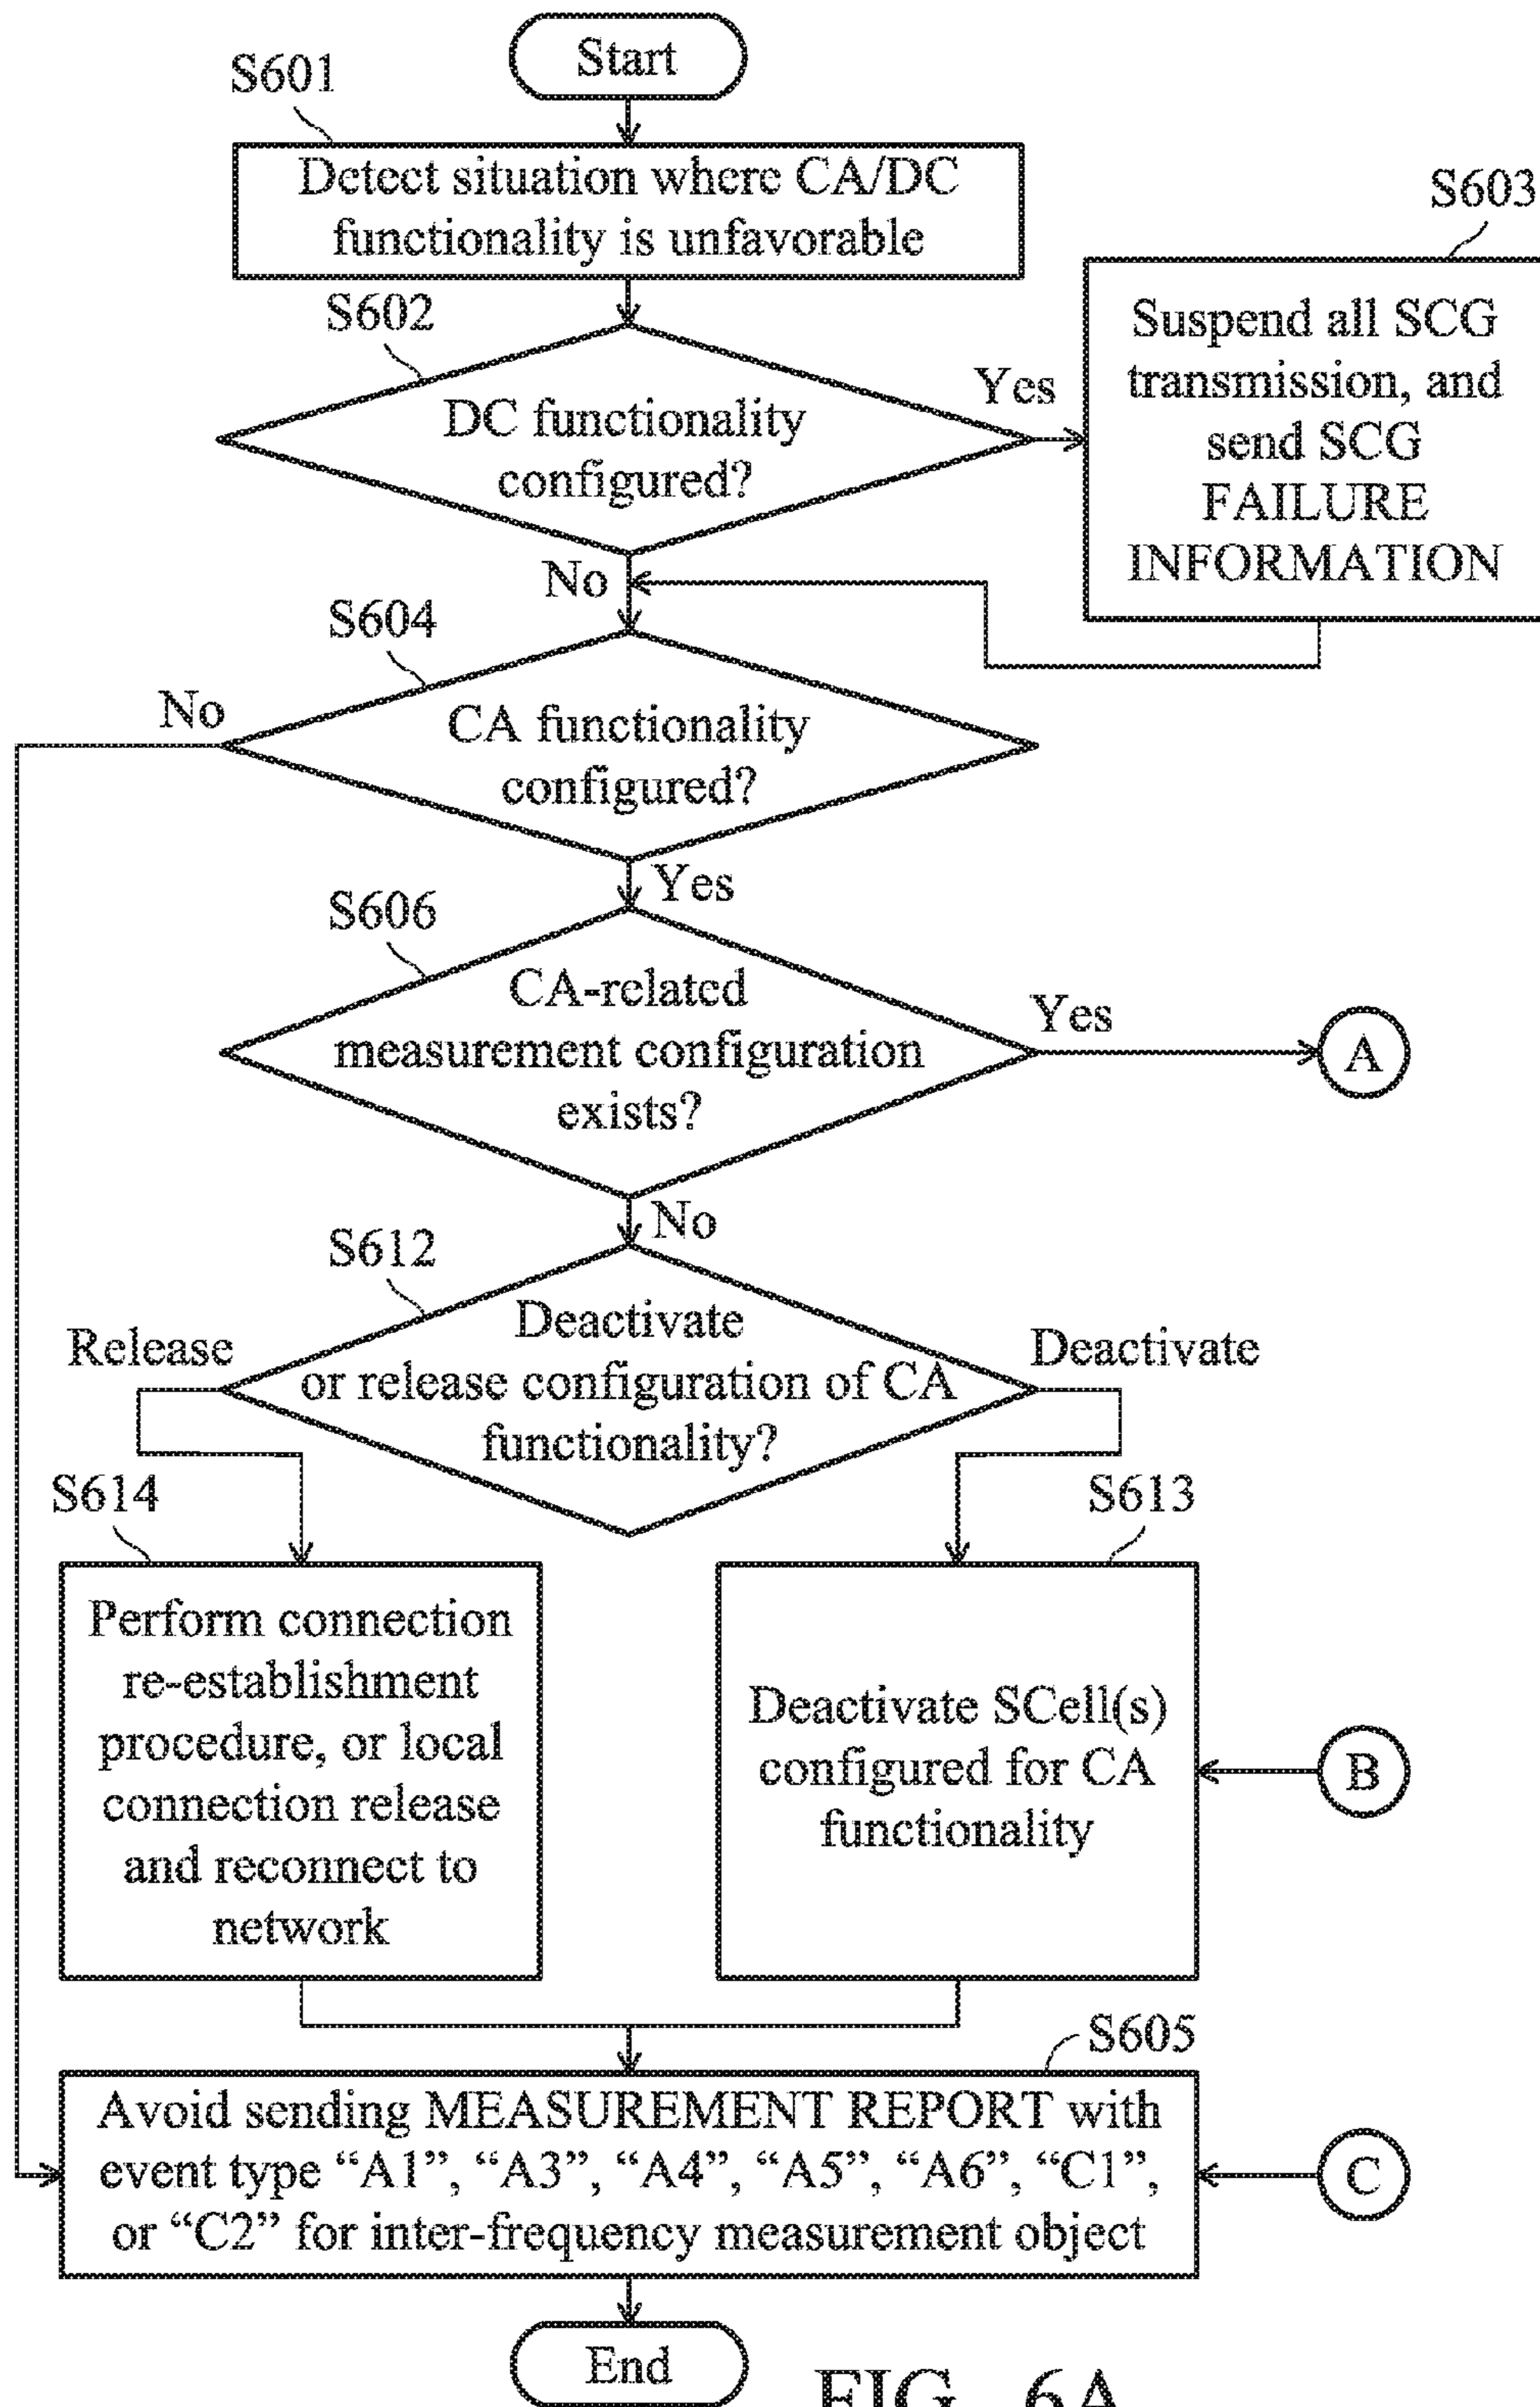 Start
S601
Detect situation where CA/DC
functionality is unfavorable
S603
Suspend all SCG
transmission, and
send SCG
FAILURE
INFORMATION
S602
DC functionality
configured?
Yes
No
S604
No
CA functionality
configured?
Yes
S606
CA-related
measurement configuration
exists?
Yes
A
No
S612
Release
Deactivate
or release configuration of CA
functionality?
Deactivate
S614
Perform connection
re-establishment
procedure, or local
connection release
and reconnect to
network
S613
Deactivate SCell(s)
configured for CA
functionality
B
S605
Avoid sending MEASUREMENT REPORT with
event type “A1”, “A3”, “A4”, “A5”, “A6”, “C1”,
or “C2” for inter-frequency measurement object
C
End
FIG. 6A